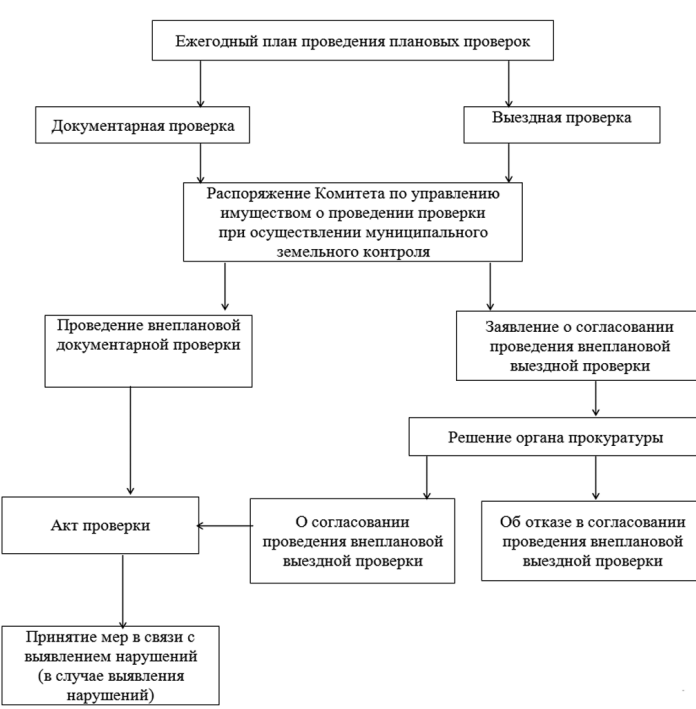 Ежегодный план проведения плановых проверок
Документарная проверка
Выездная проверка
Распоряжение Комитета по управлению
имуществом о проведении проверки
при осуществлении муниципального
земельного контроля
Проведение внеплановой
документарной проверки
Заявление о согласовании
проведения внеплановой
выездной проверки
Решение органа прокуратуры
Акт проверки
О согласовании
проведения внеплановой
выездной проверки
Об отказе в согласовании
проведения внеплановой
выездной проверки
Принятие мер в связи с
выявлением нарушений
(в случае выявления
нарушений)